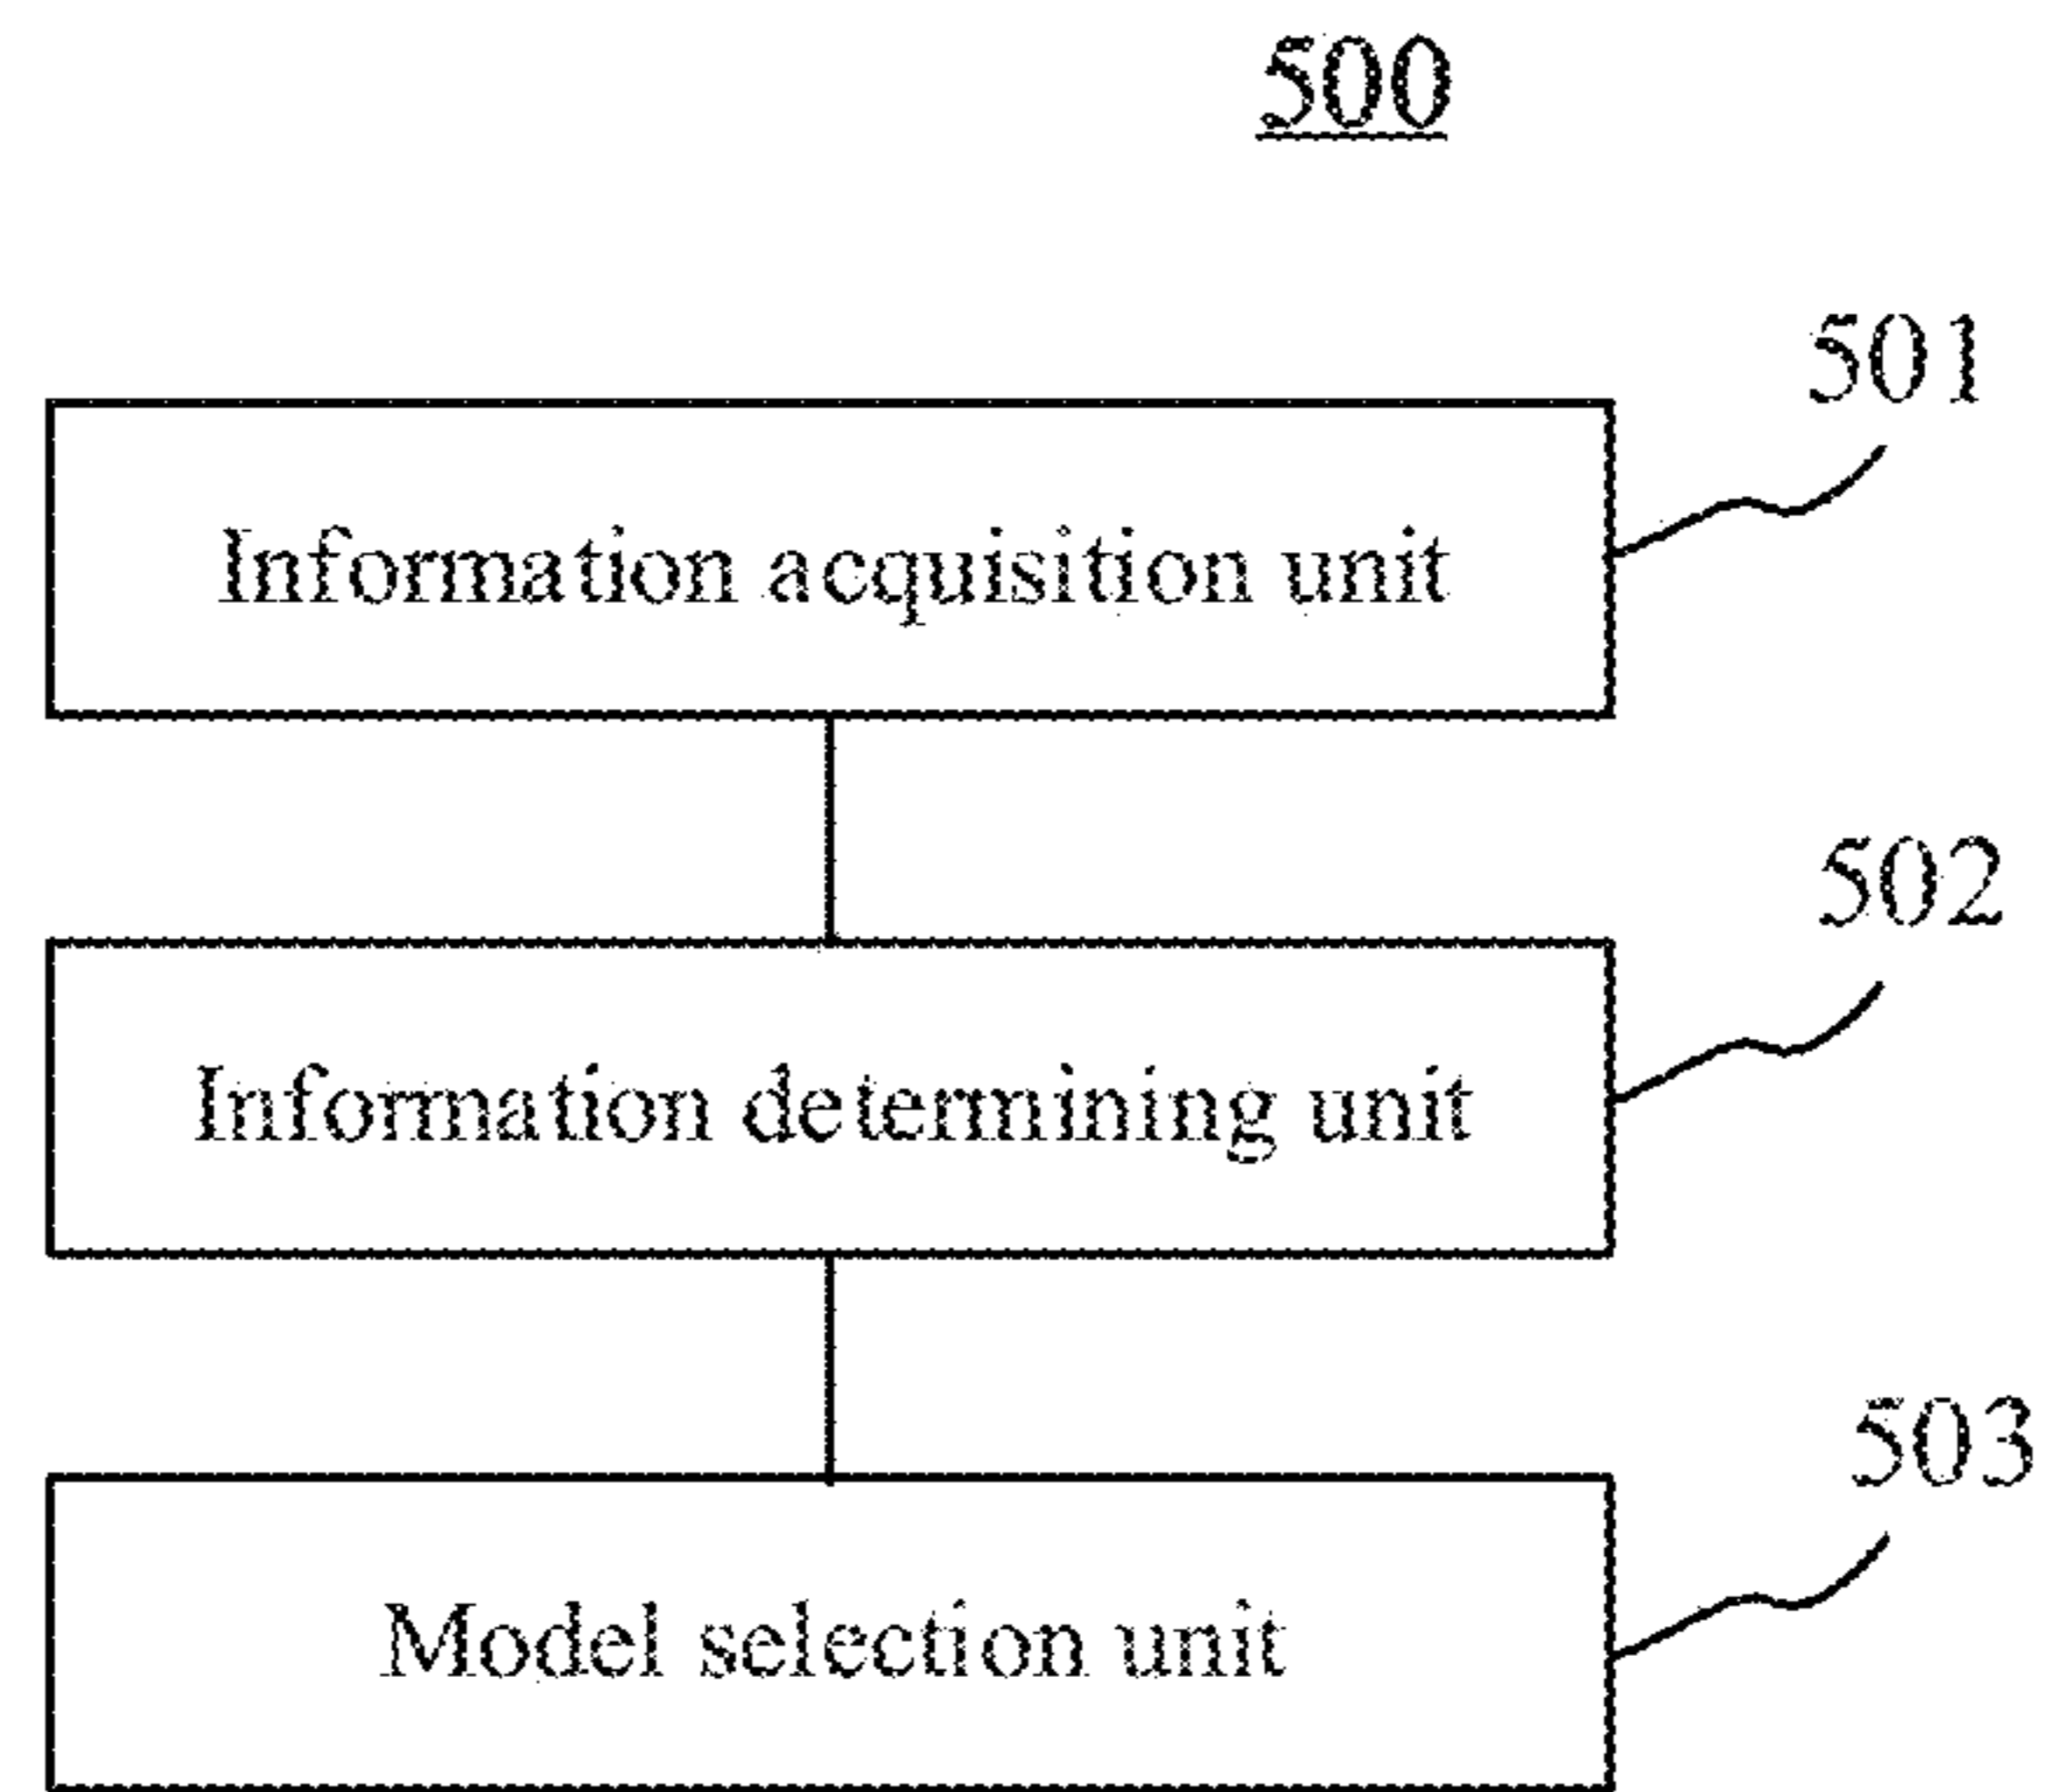 500
501
Information acquisition unit
502
Information determining unit
503
Model selection unit